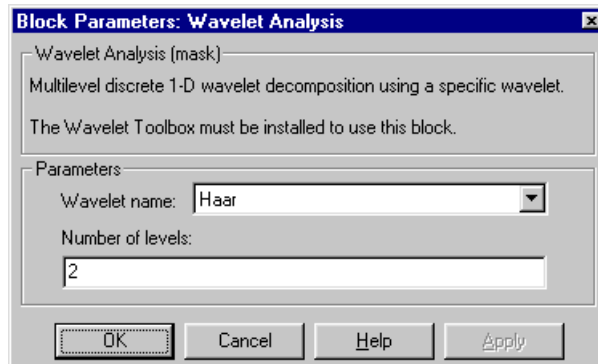 Block Parameters: Wavelet Analysis
Wavelet Analysis (mask)
Multilevel discrete 1-D wavelet decomposition using a specific wavelet.
The Wavelet Toolbox must be installed to use this block.
Parameters
Wavelet name: Haar
Number of levels:
2
OK Cancel Help Apply